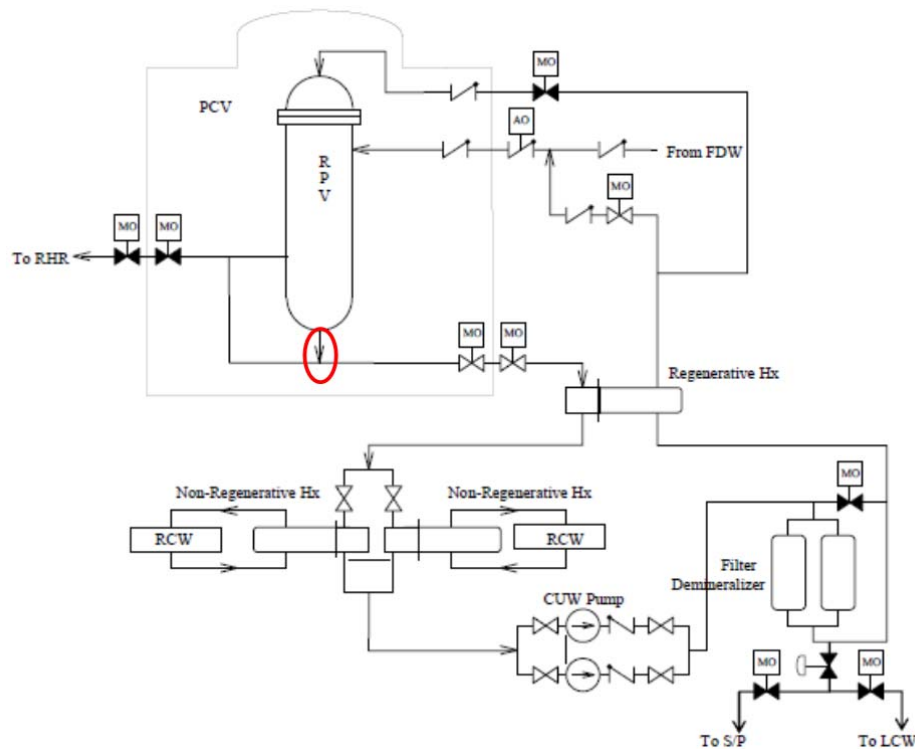 MO
PCV
AO
R
P
V
From FDW
MO
MO
MO
To RHR
MO
MO
Regenerative Hx
MO
Non-Regenerative Hx
Non-Regenerative Hx
RCW
RCW
Filter
Demmeralizer
CUW Pump
MO
MO
To S/P
To LCW